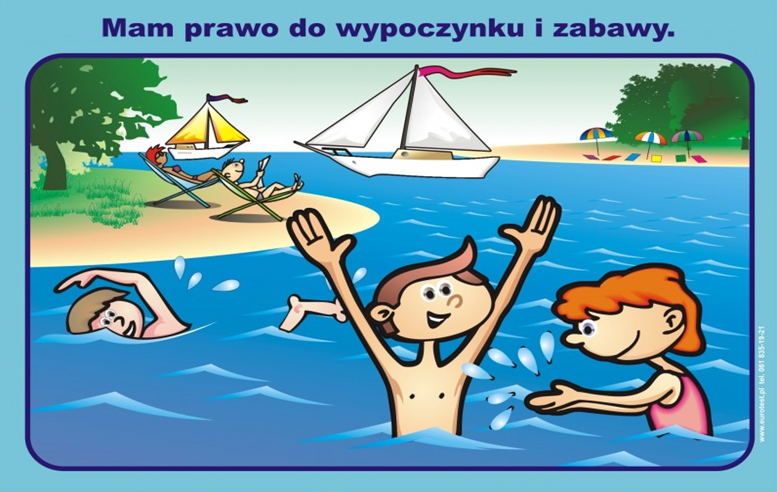 Mam prawo do wypoczynku i zabawy.
www.eurotest.pl tel. 061 835-19-21